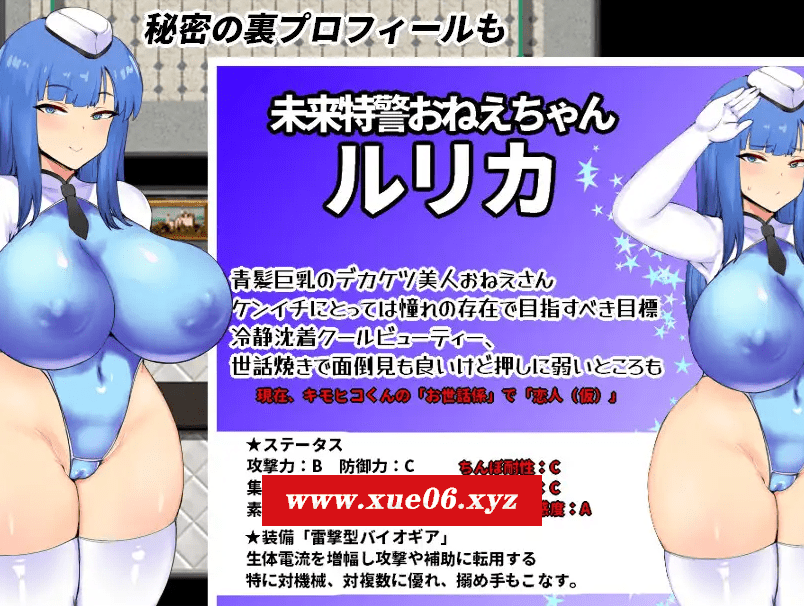 秘密の裏プロフィールも
未来特警おねえちゃん
ルリカ
青髪巨乳のデカケツ美人おねえさん
ケンイチにとっては憧れの存在で目指すべき目標
冷静沈着クールビューティー、
世話焼きで面倒見も良いけど押しに弱いところも
現在、キモヒコくんの「お世話係」で「恋人（仮）」
★ステータス
攻撃力：B 防御力：C ちんぽ耐性：C
集 ：C
素 感度：A
www.xue06.xyz
★装備「雷撃型バイオギア」
生体電流を増幅し攻撃や補助に転用する
特に対機械、対複数に優れ、搦め手もこなす。